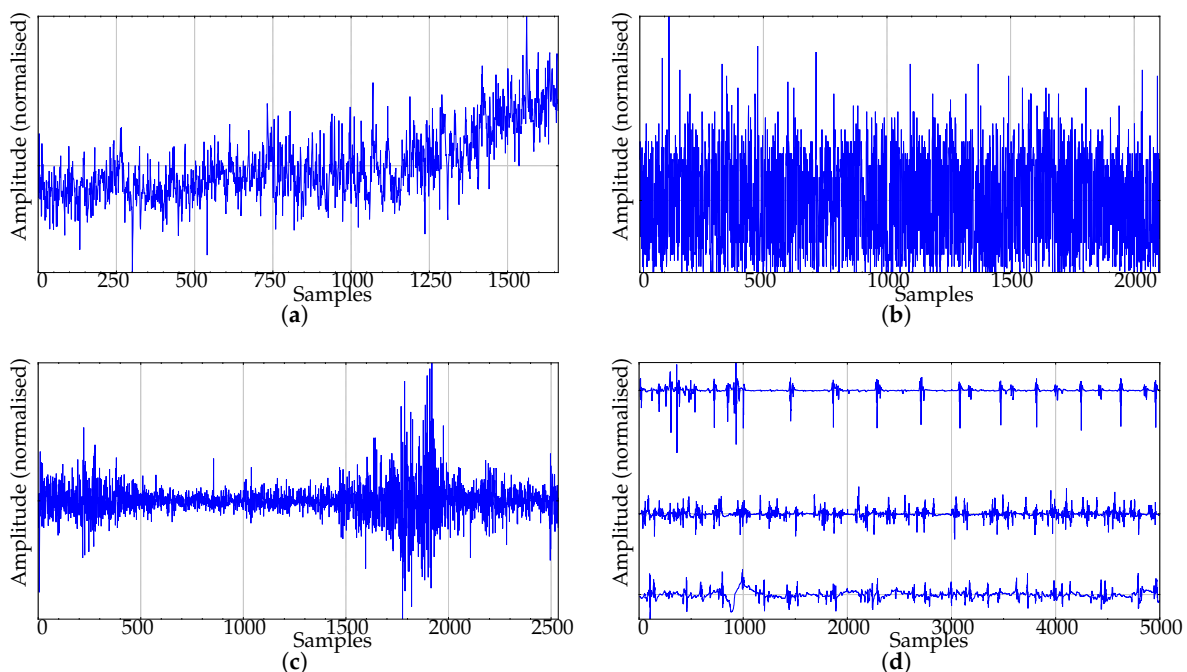 Amplitude (normalised)
0 250 500 750 1000 1250 1500
Samples
(a)
Amplitude (normalised)
0 500 1000 1500 2000
Samples
(b)
Amplitude (normalised)
0 500 1000 1500 2000 2500
Samples
(c)
Amplitude (normalised)
0 1000 2000 3000 4000 5000
Samples
(d)